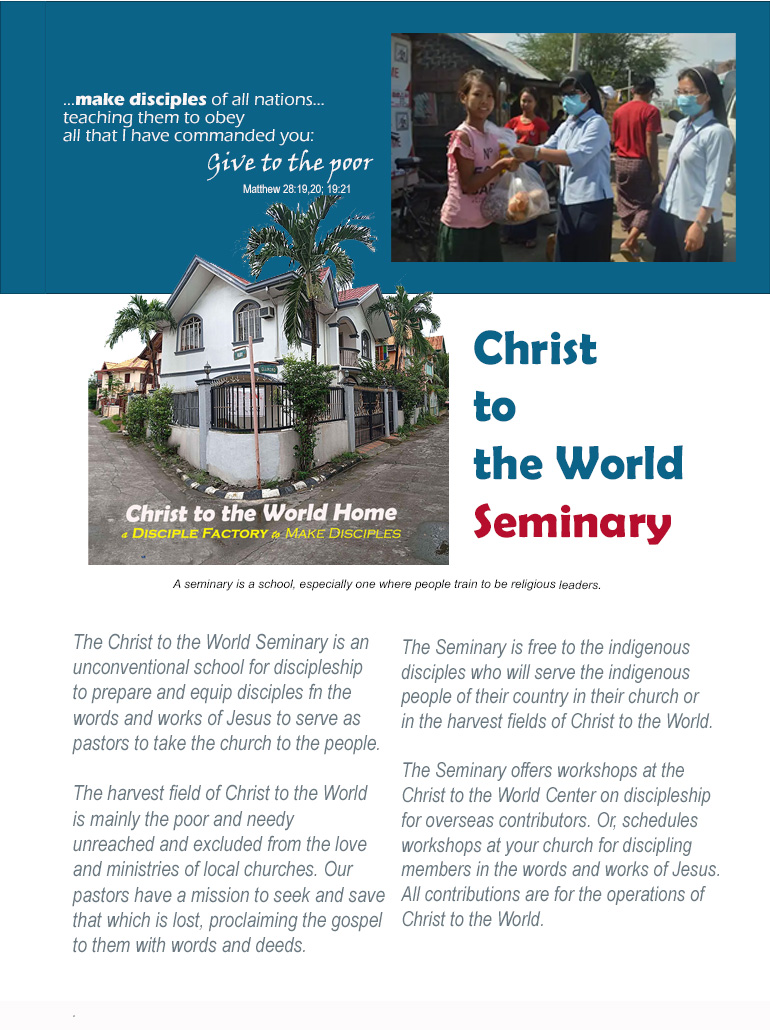 ...make disciples of all nations...
teaching them to obey
all that I have commanded you:
Give to the poor
Matthew 28:19,20; 19:21
Christ to the World Home
a DISCIPLE FACTORY to MAKE DISCIPLES
Christ
to
the World
Seminary
A seminary is a school, especially one where people train to be religious leaders.
The Christ to the World Seminary is an
unconventional school for discipleship
to prepare and equip disciples fn the
words and works of Jesus to serve as
pastors to take the church to the people.
The harvest field of Christ to the World
is mainly the poor and needy
unreached and excluded from the love
and ministries of local churches. Our
pastors have a mission to seek and save
that which is lost, proclaiming the gospel
to them with words and deeds.
The Seminary is free to the indigenous
disciples who will serve the indigenous
people of their country in their church or
in the harvest fields of Christ to the World.
The Seminary offers workshops at the
Christ to the World Center on discipleship
for overseas contributors. Or, schedules
workshops at your church for discipling
members in the words and works of Jesus.
All contributions are for the operations of
Christ to the World.